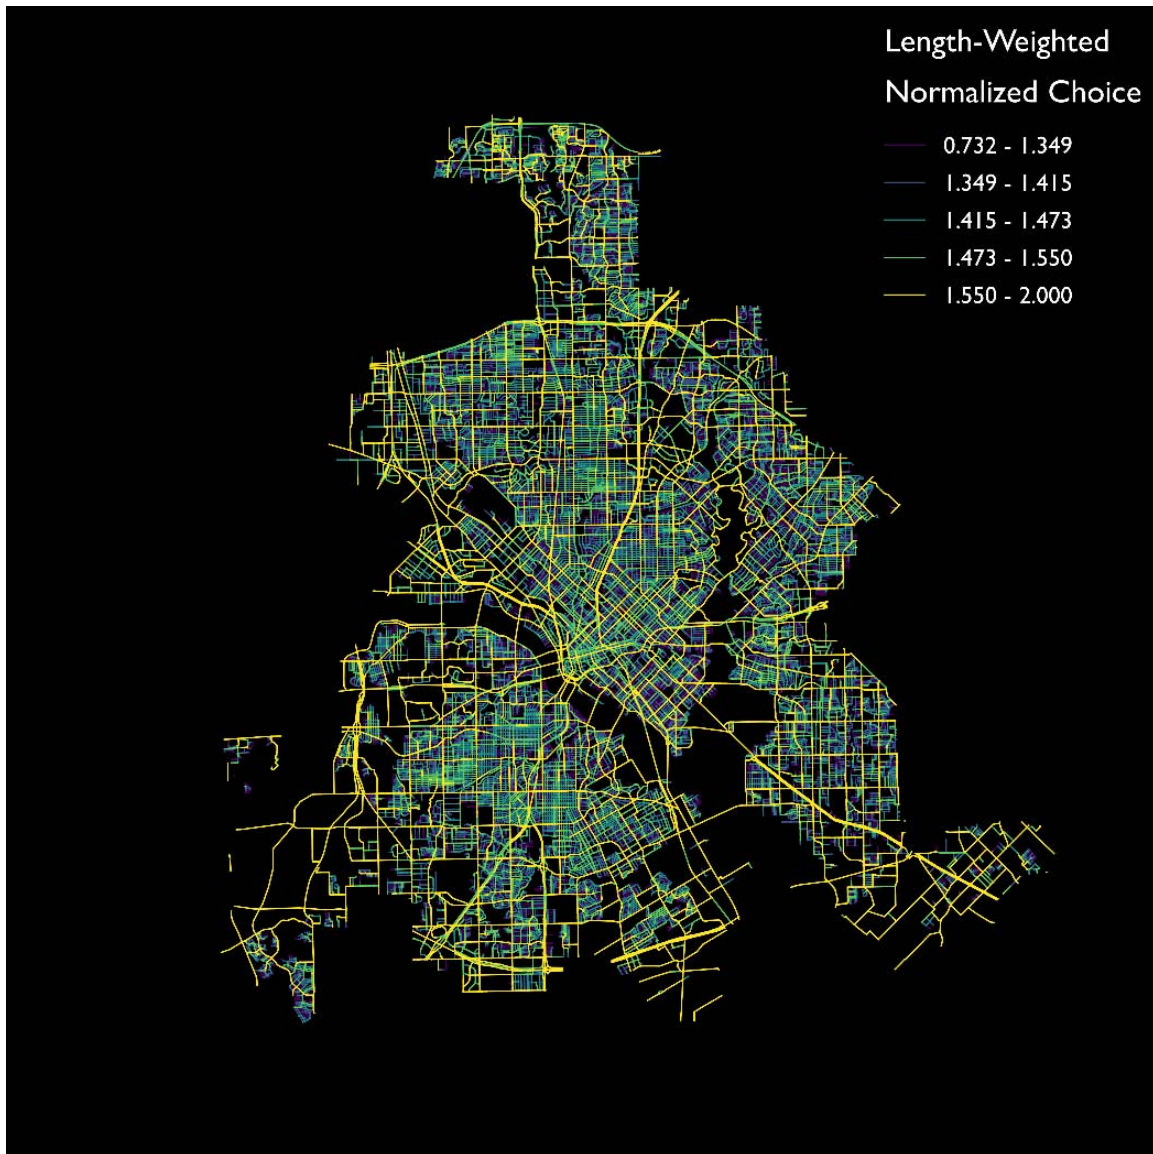 Length-Weighted
Normalized Choice
0.732 - 1.349
1.349 - 1.415
1.415 - 1.473
1.473 - 1.550
1.550 - 2.000